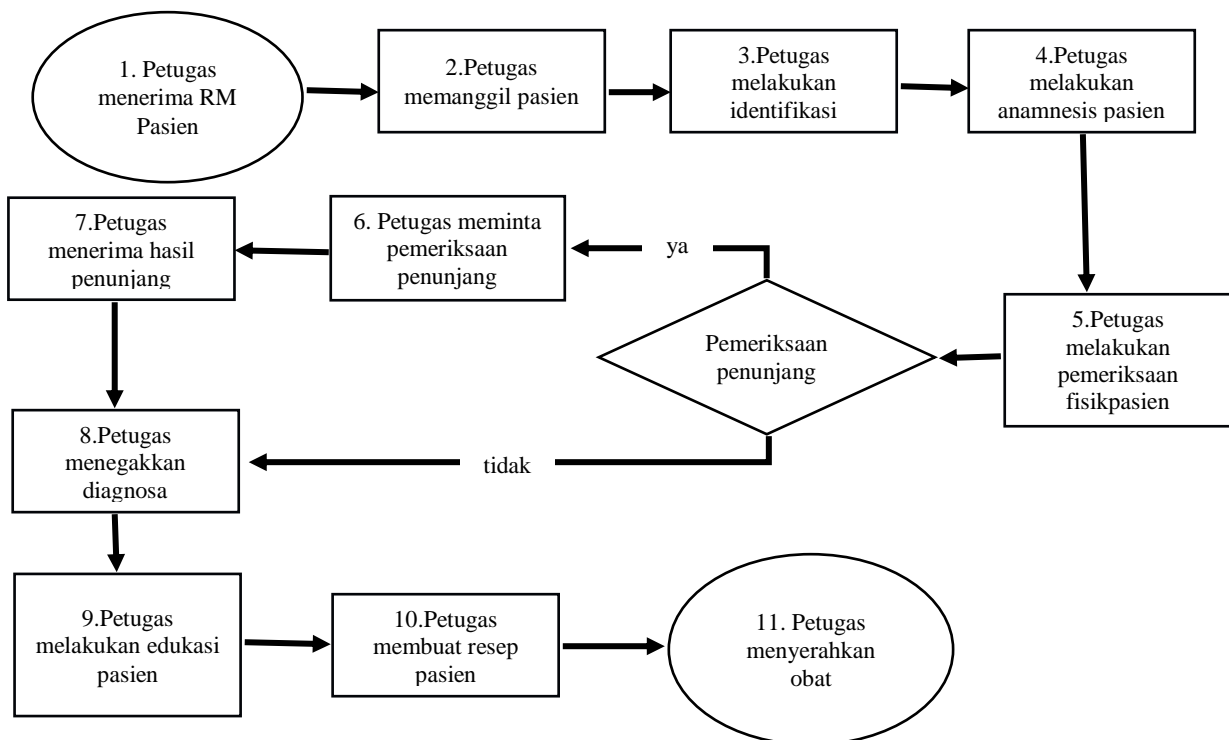 1. Petugas
menerima RM
Pasien
2.Petugas
memanggil pasien
3.Petugas
melakukan
identifikasi
4.Petugas
melakukan
anamnesis pasien
5.Petugas
melakukan
pemeriksaan
fisikpasien
Pemeriksaan
penunjang
ya
6. Petugas meminta
pemeriksaan
penunjang
7.Petugas
menerima hasil
penunjang
tidak
8.Petugas
menegakkan
diagnosa
9.Petugas
melakukan edukasi
pasien
10.Petugas
membuat resep
pasien
11. Petugas
menyerahkan
obat